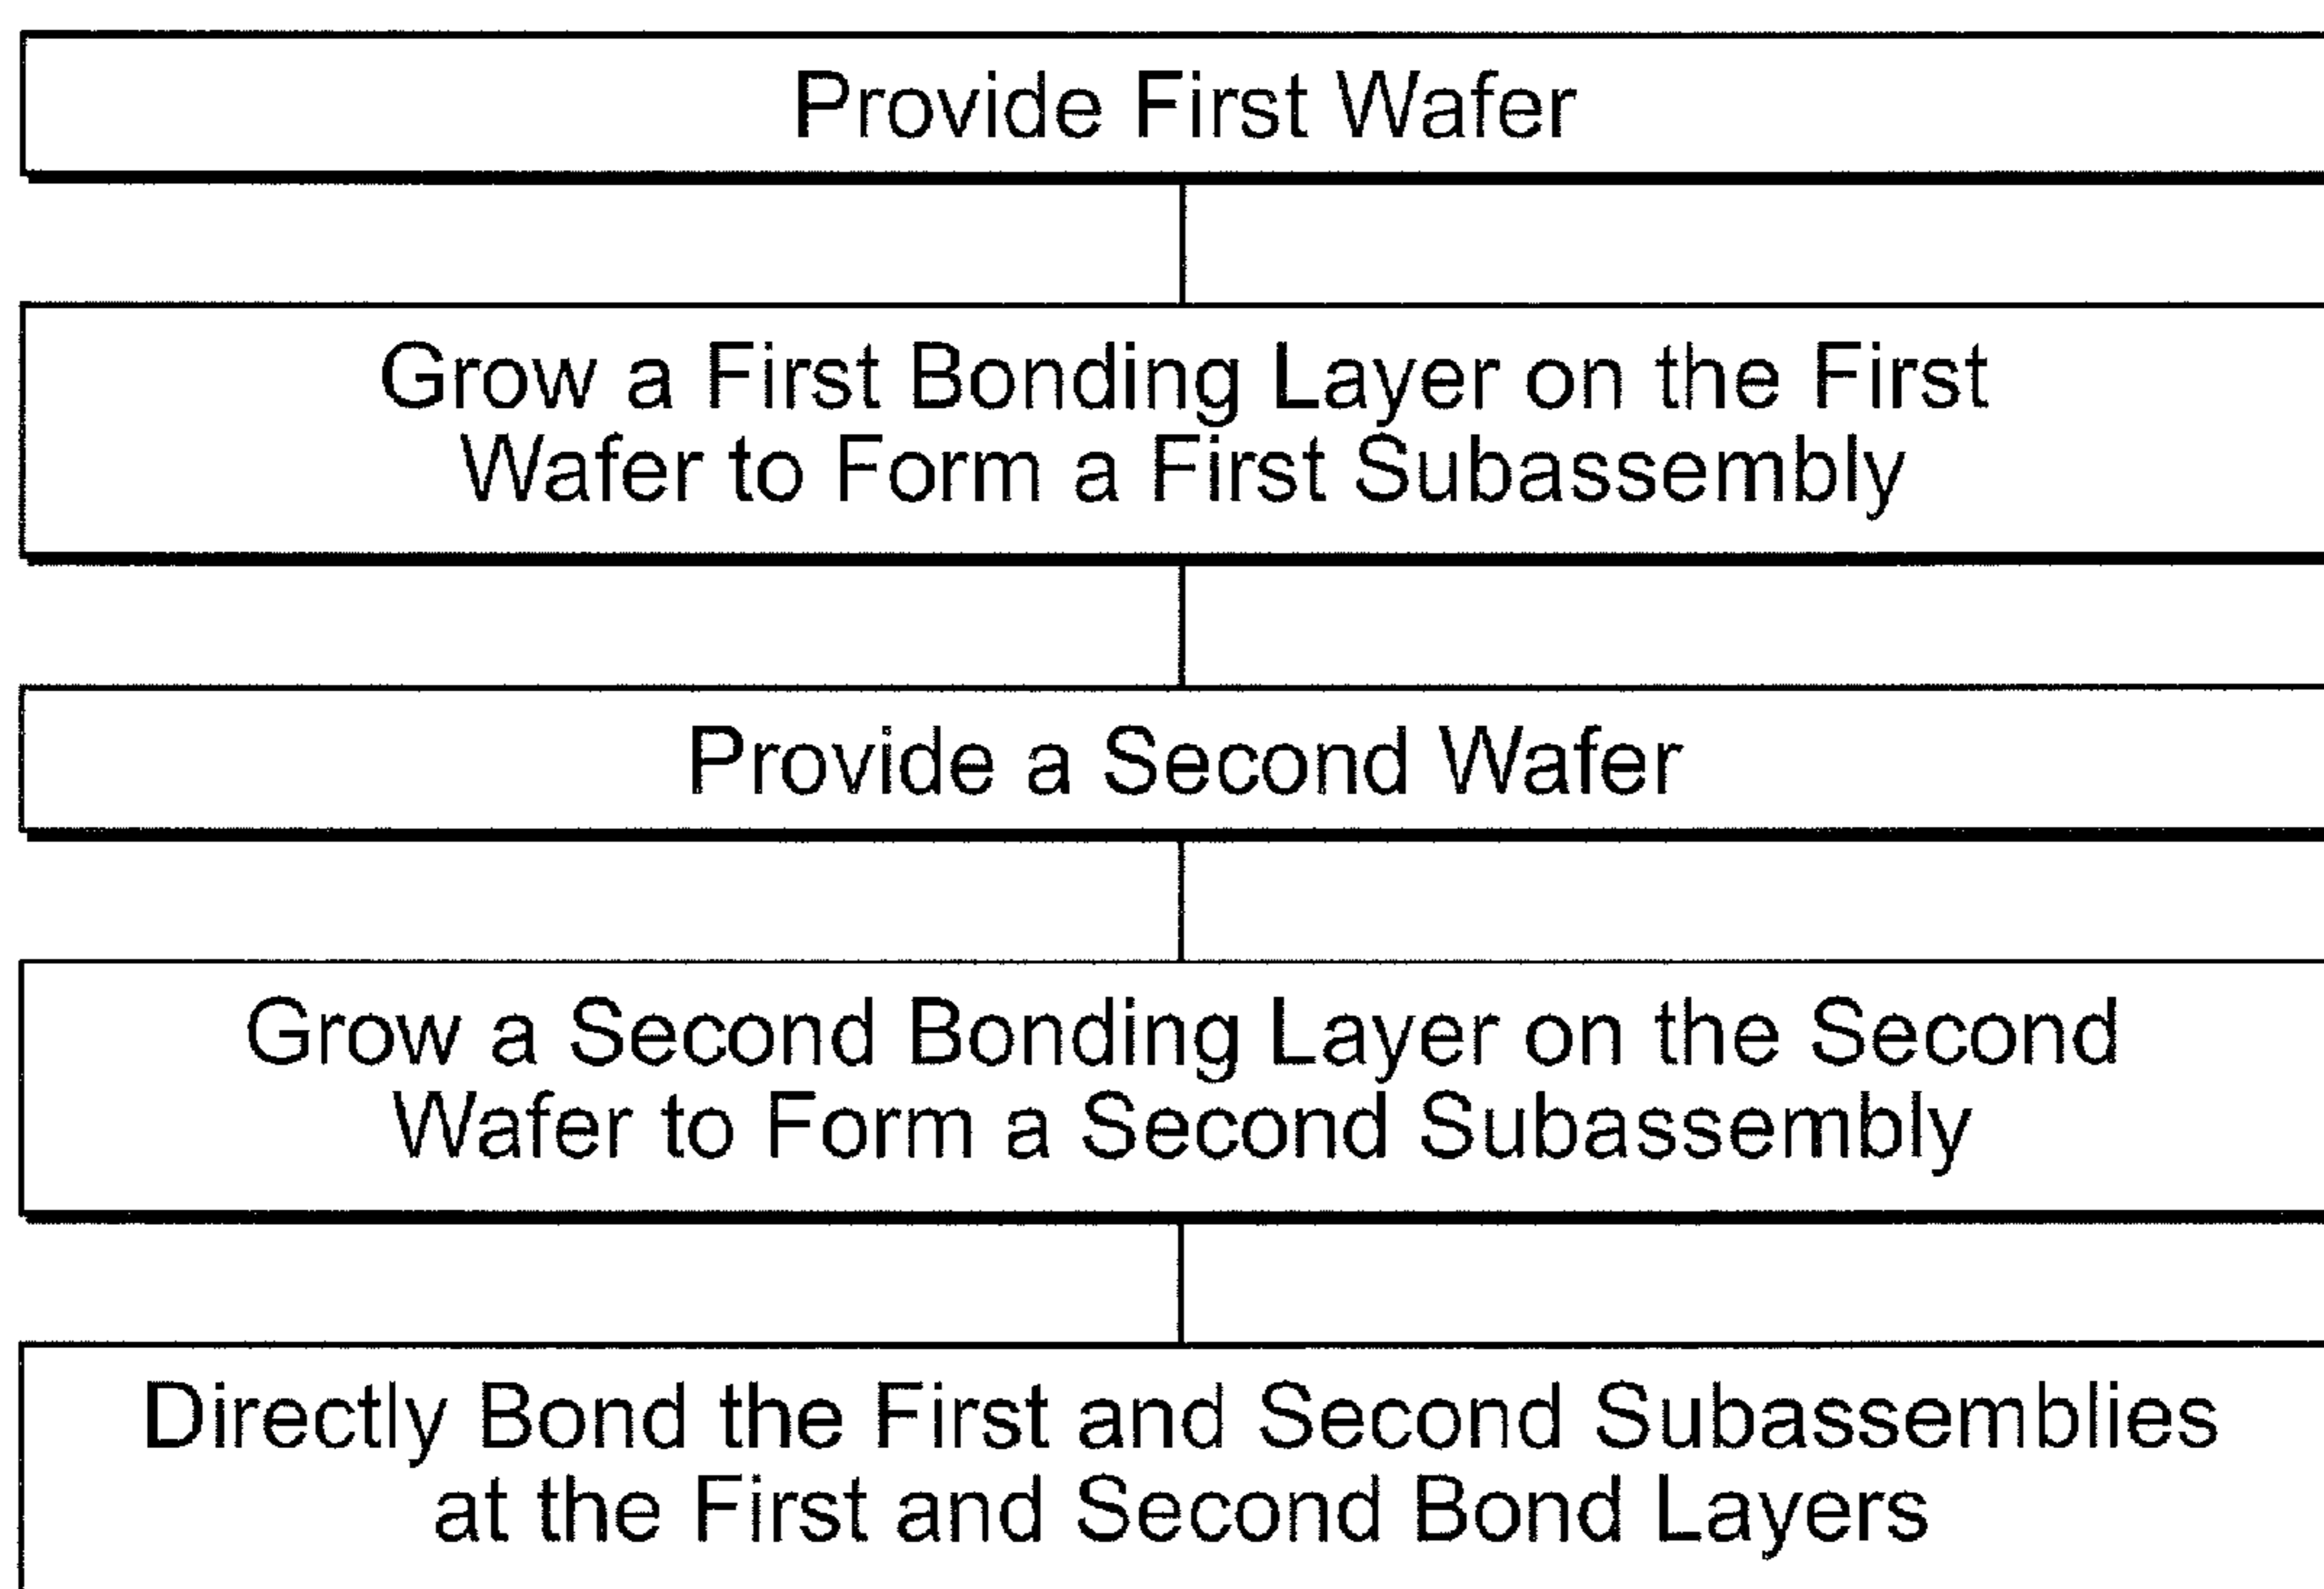 Provide First Wafer
Grow a First Bonding Layer on the First
Wafer to Form a First Subassembly
Provide a Second Wafer
Grow a Second Bonding Layer on the Second
Wafer to Form a Second Subassembly
Directly Bond the First and Second Subassemblies
at the First and Second Bond Layers